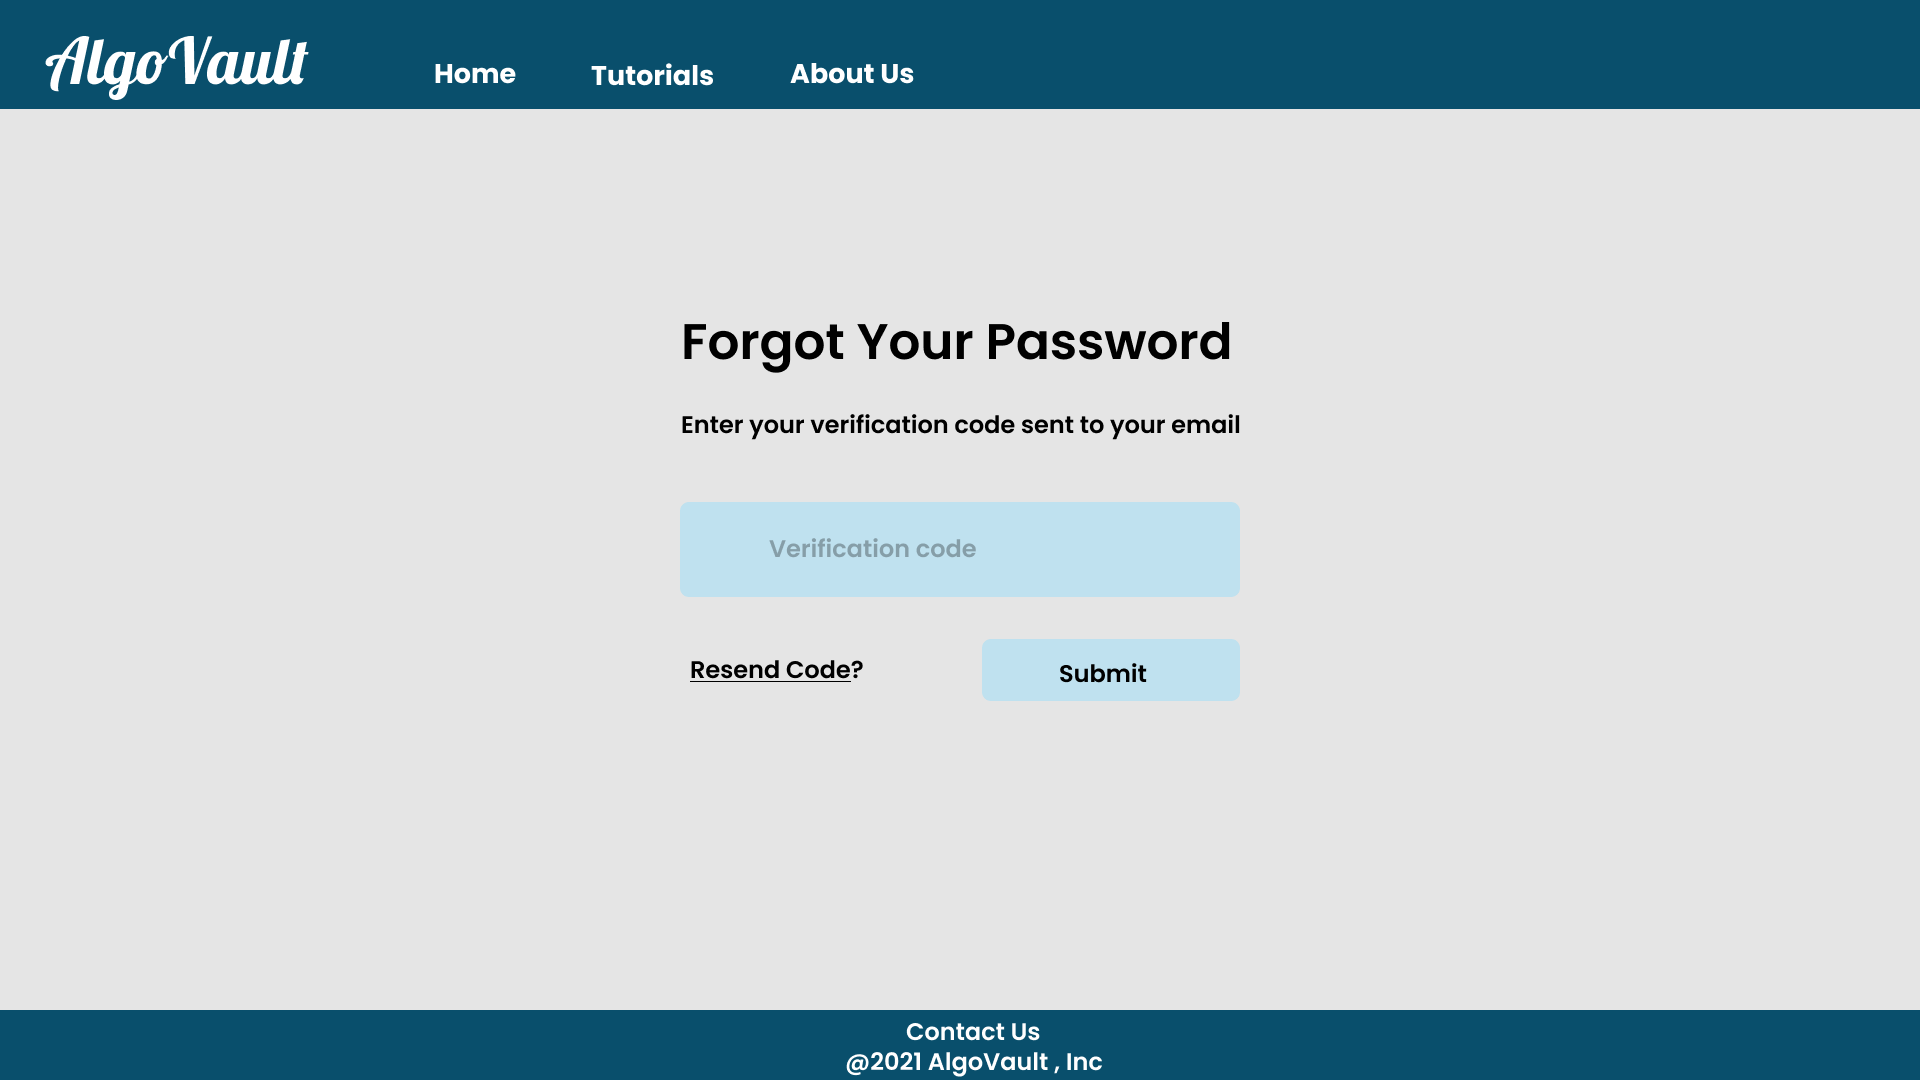 AlgoVault
Home
Tutorials
About Us
Forgot Your Password
Enter your verification code sent to your email
Verification code
Resend Code?
Submit
Contact Us
@2021 AlgoVault , Inc